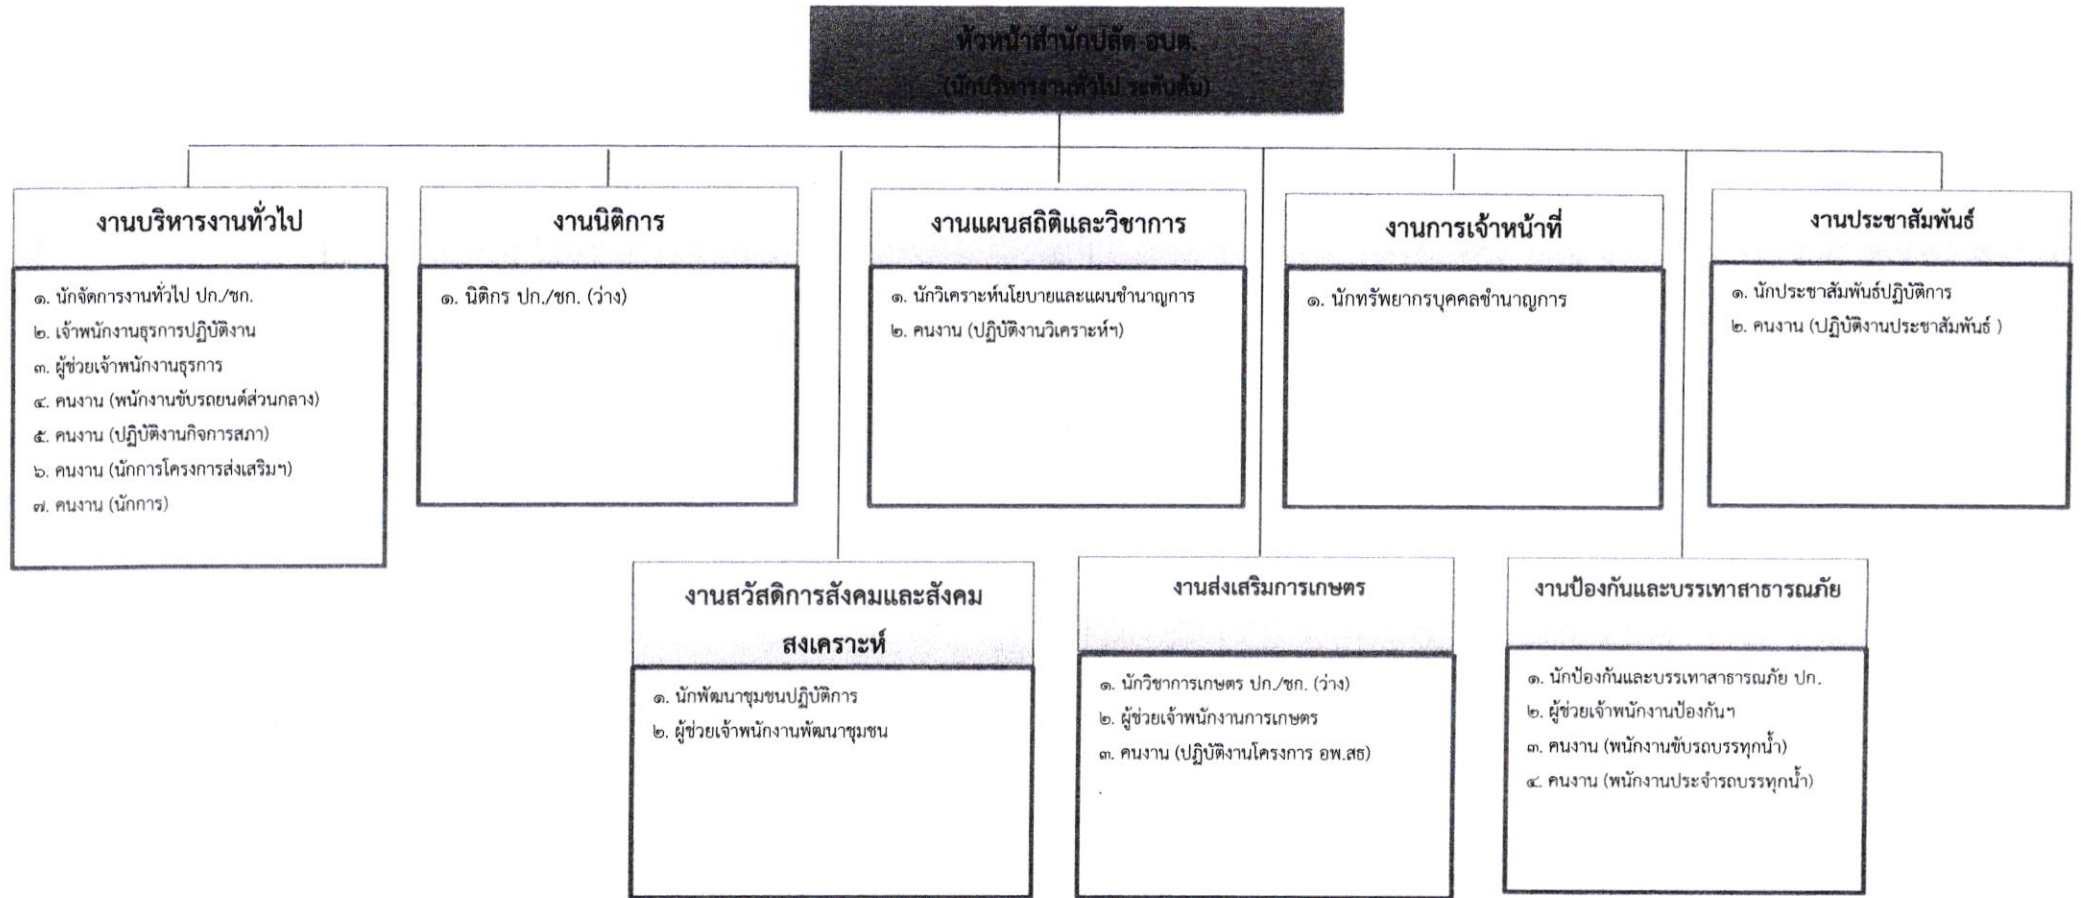 หัวหน้าสำนักปลัด อบต.
(นักบริหารงานทั่วไป ระดับต้น)
งานบริหารงานทั่วไป
๑. นักจัดการงานทั่วไป ปก./ชก.
๒. เจ้าพนักงานธุรการปฏิบัติงาน
๓. ผู้ช่วยเจ้าพนักงานธุรการ
๔. คนงาน (พนักงานขับรถยนต์ส่วนกลาง)
๕. คนงาน (ปฏิบัติงานกิจการสภา)
๖. คนงาน (นักการโครงการส่งเสริมฯ)
๗. คนงาน (นักการ)
งานนิติการ
๑. นิติกร ปก./ชก. (ว่าง)
งานแผนสถิติและวิชาการ
๑. นักวิเคราะห์นโยบายและแผนชำนาญการ
๒. คนงาน (ปฏิบัติงานวิเคราะห์ฯ)
งานการเจ้าหน้าที่
๑. นักทรัพยากรบุคคลชำนาญการ
งานประชาสัมพันธ์
๑. นักประชาสัมพันธ์ปฏิบัติการ
๒. คนงาน (ปฏิบัติงานประชาสัมพันธ์ )
งานสวัสดิการสังคมและสังคม
สงเคราะห์
๑. นักพัฒนาชุมชนปฏิบัติการ
๒. ผู้ช่วยเจ้าพนักงานพัฒนาชุมชน
งานส่งเสริมการเกษตร
๑. นักวิชาการเกษตร ปก./ชก. (ว่าง)
๒. ผู้ช่วยเจ้าพนักงานการเกษตร
๓. คนงาน (ปฏิบัติงานโครงการ อพ.สธ)
.
งานป้องกันและบรรเทาสาธารณภัย
๑. นักป้องกันและบรรเทาสาธารณภัย ปก.
๒. ผู้ช่วยเจ้าพนักงานป้องกันฯ
๓. คนงาน (พนักงานขับรถบรรทุกน้ำ)
๔. คนงาน (พนักงานประจำรถบรรทุกน้ำ)